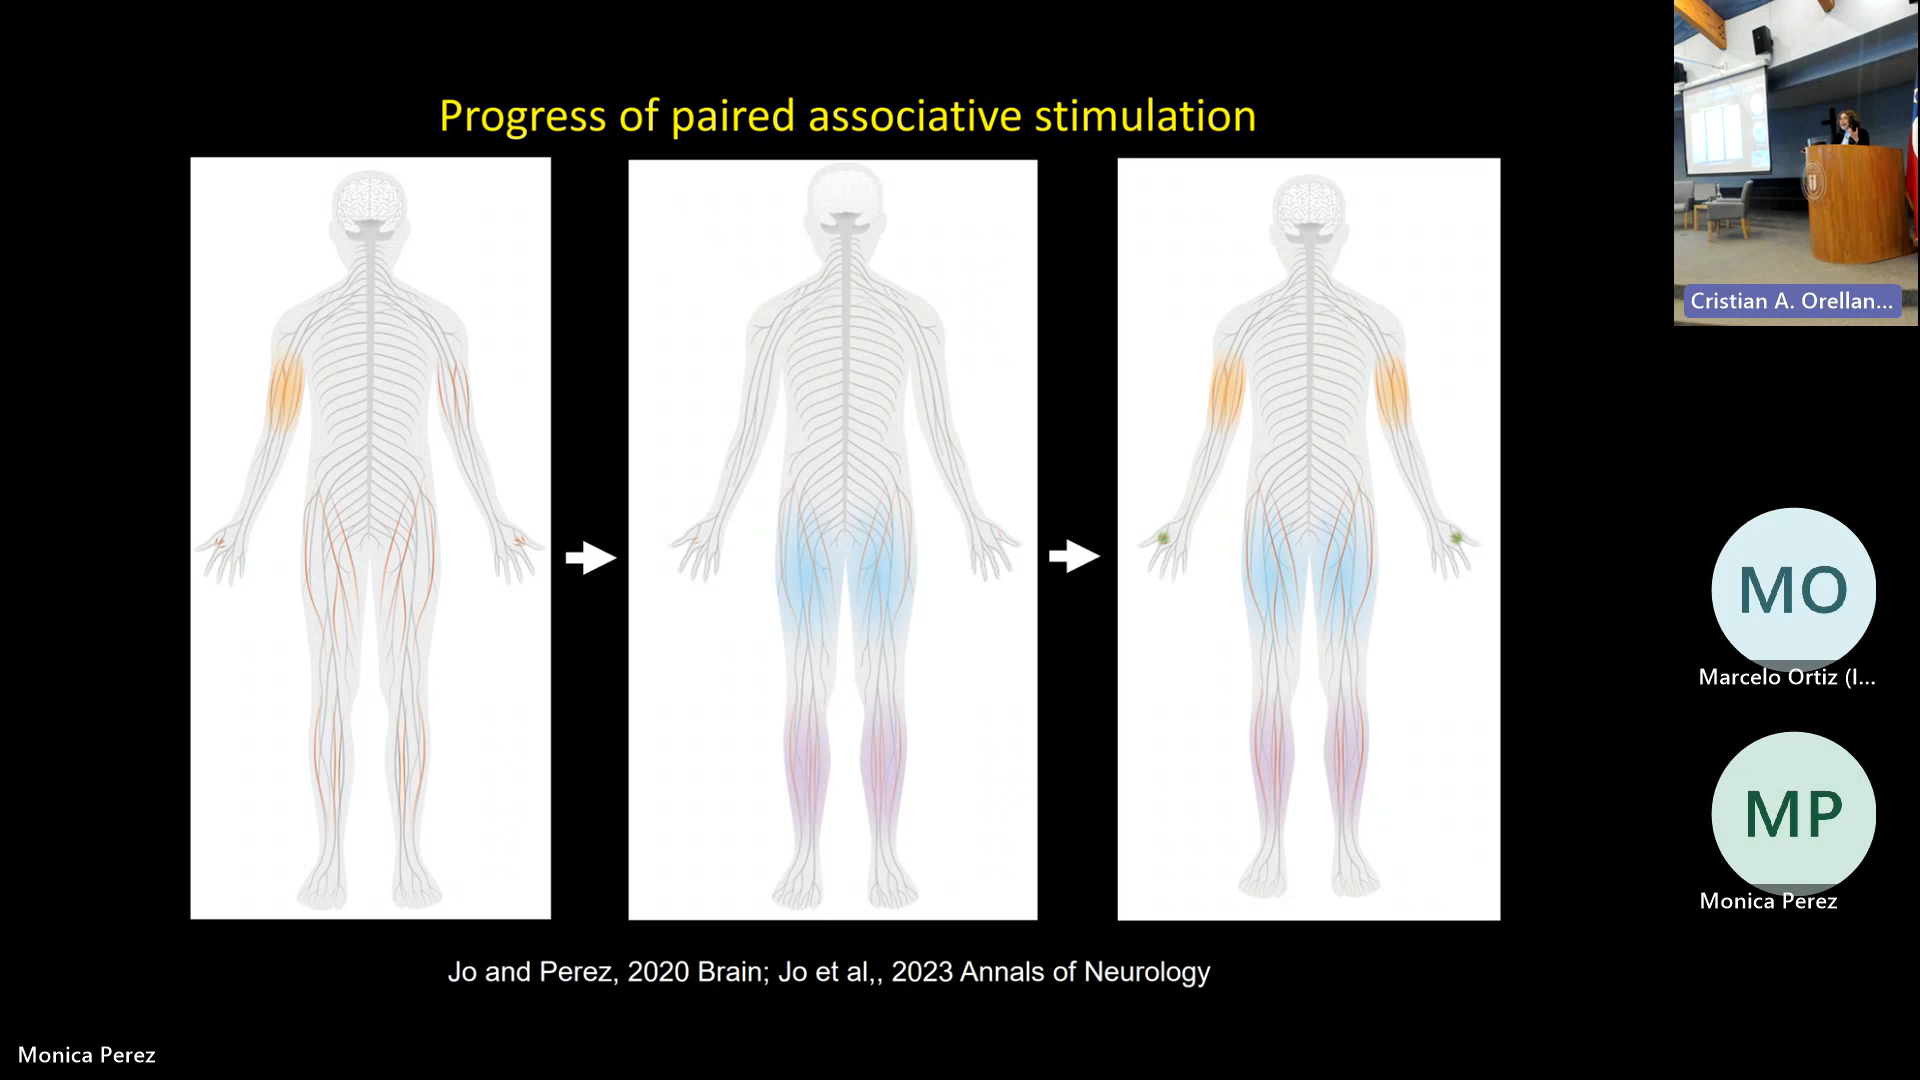 Progress of paired associative stimulation
Jo and Perez, 2020 Brain; Jo et al,, 2023 Annals of Neurology
Monica Perez
Cristian A. Orellan...
MO
Marcelo Ortiz (I...
MP
Monica Perez